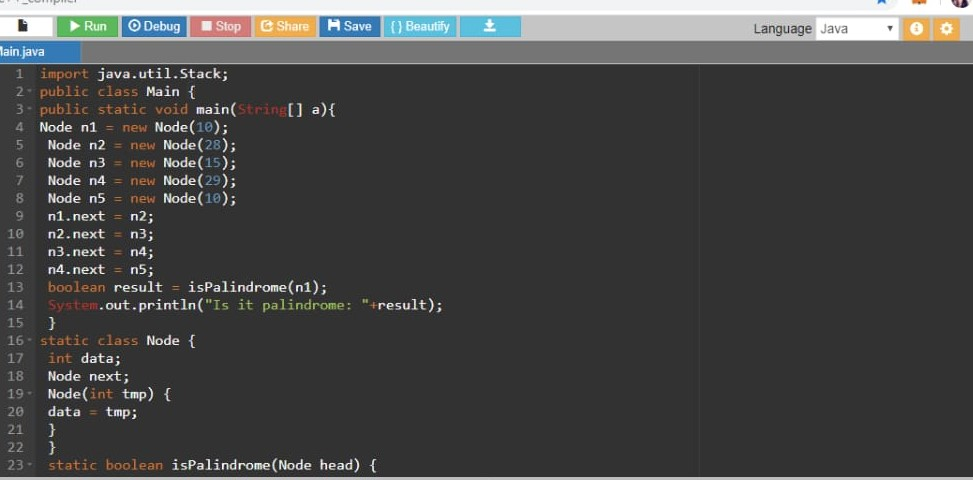 Run Debug Stop Share Save {} Beautify Language Java
Main.java
1 import java.util.Stack;
2 public class Main {
3 public static void main(String[] a){
4 Node n1 = new Node(10);
5 Node n2 = new Node(28);
6 Node n3 = new Node(15);
7 Node n4 = new Node(29);
8 Node n5 = new Node(10);
9 n1.next = n2;
10 n2.next = n3;
11 n3.next = n4;
12 n4.next = n5;
13 boolean result = isPalindrome(n1);
14 System.out.println("Is it palindrome: "+result);
15 }
16 static class Node {
17 int data;
18 Node next;
19 Node(int tmp) {
20 data = tmp;
21 }
22 }
23 static boolean isPalindrome(Node head) {